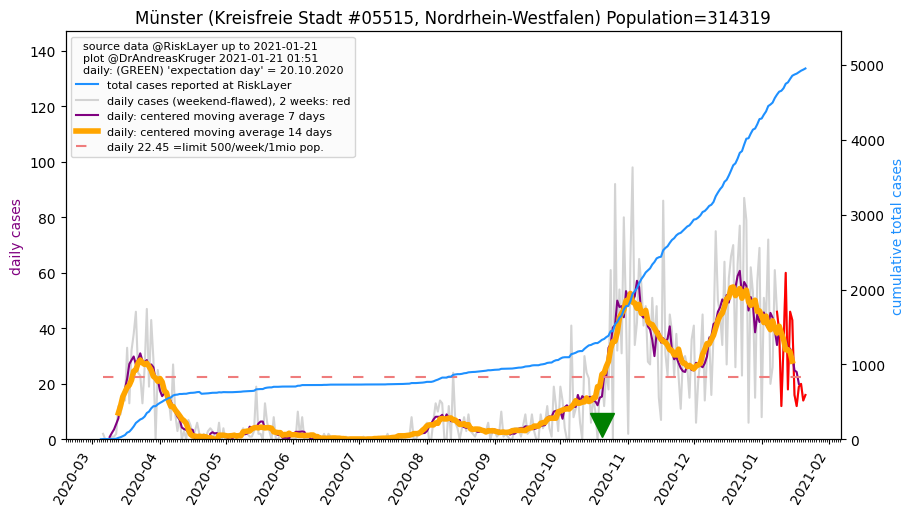 Münster (Kreisfreie Stadt #05515, Nordrhein-Westfalen) Population=314319
source data @RiskLayer up to 2021-01-21
plot @DrAndreasKruger 2021-01-21 01:51
daily: (GREEN) 'expectation day' = 20.10.2020
total cases reported at RiskLayer
daily cases (weekend-flawed), 2 weeks: red
daily: centered moving average 7 days
daily: centered moving average 14 days
daily 22.45 =limit 500/week/1mio pop.
daily cases
140
120
100
80
60
40
20
0
cumulative total cases
5000
4000
3000
2000
1000
0
2020-03
2020-04
2020-05
2020-06
2020-07
2020-08
2020-09
2020-10
2020-11
2020-12
2021-01
2021-02